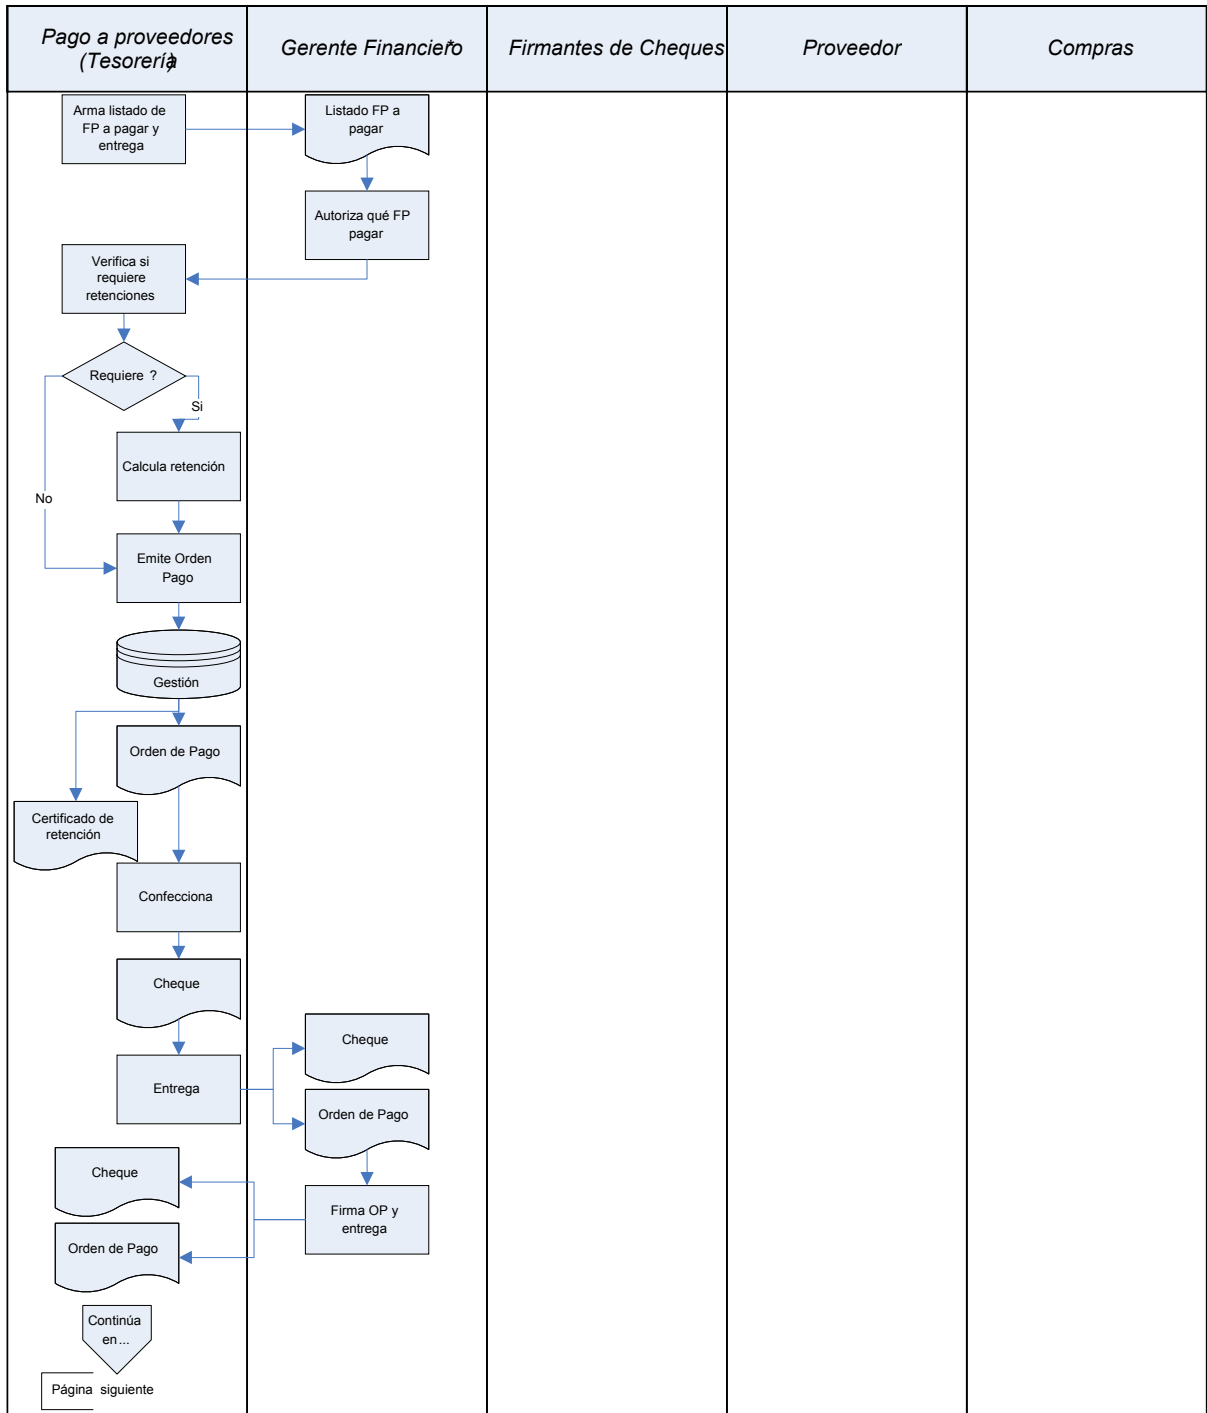 Pago a proveedores
(Tesorería)
Gerente Financiero*
Firmantes de Cheques
Proveedor
Compras
Arma listado de
FP a pagar y
entrega
Listado FP a
pagar
Autoriza qué FP
pagar
Verifica si
requiere
retenciones
Requiere ?
Si
Calcula retención
No
Emite Orden
Pago
Gestión
Orden de Pago
Certificado de
retención
Confecciona
Cheque
Entrega
Cheque
Orden de Pago
Firma OP y
entrega
Cheque
Orden de Pago
Continúa
en...
Página siguiente